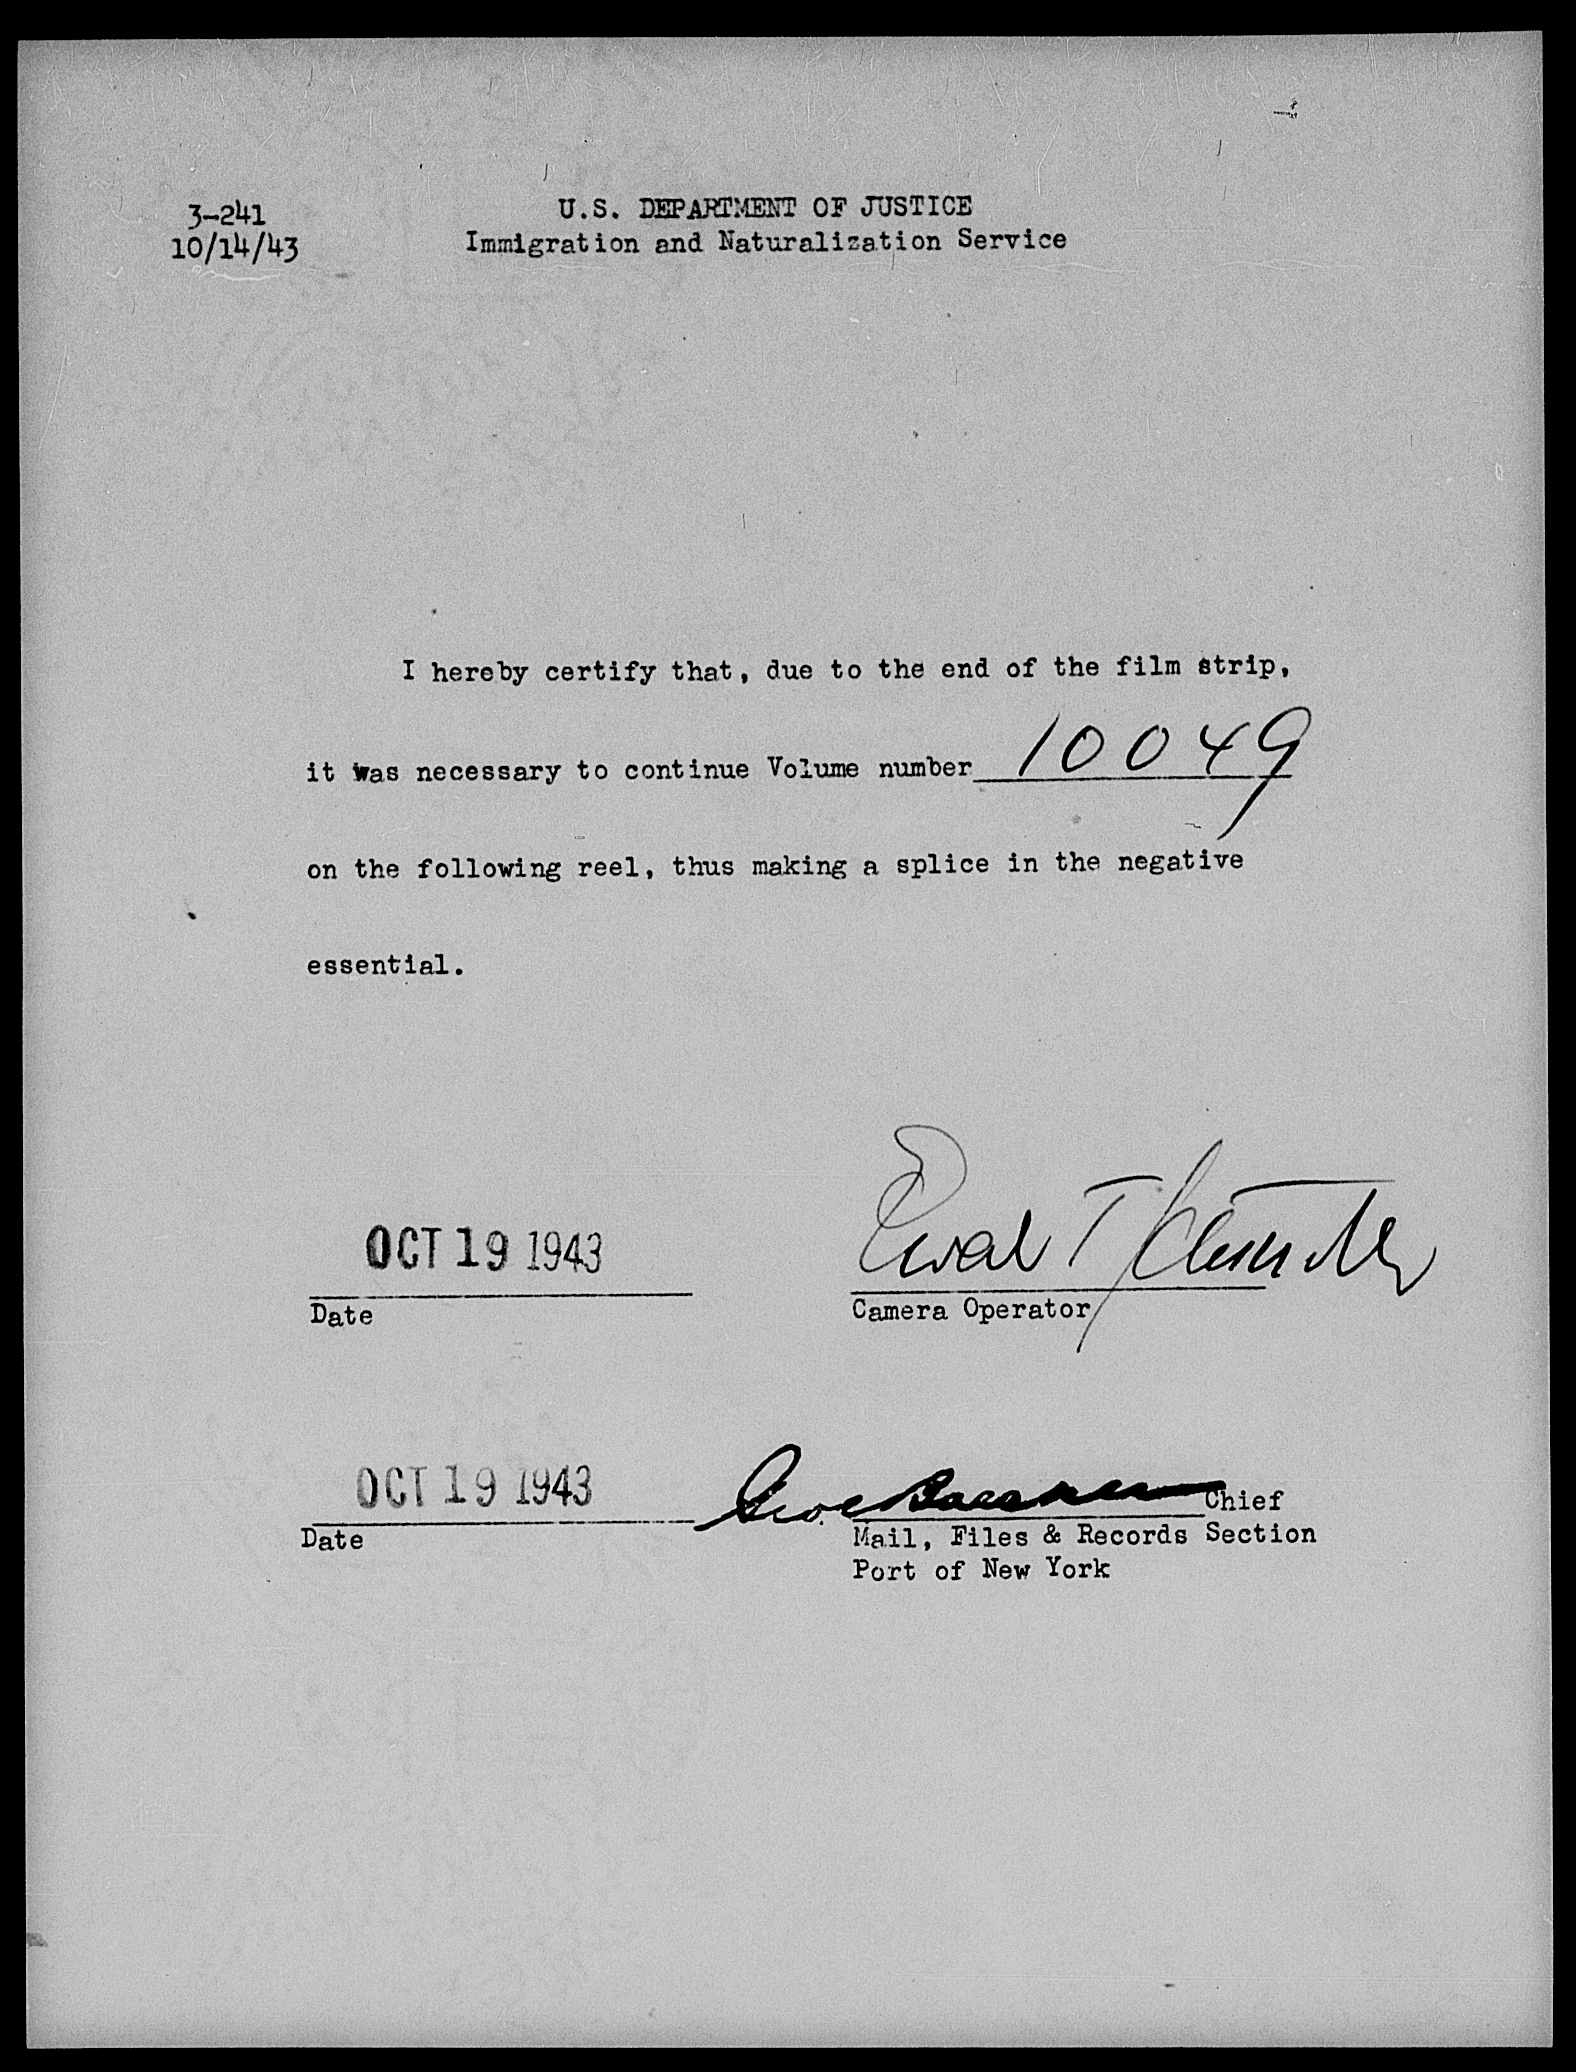 3-241
10/14/43
U.S. DEPARTMENT OF JUSTICE
Immigration and Naturalization Service
I hereby certify that, due to the end of the film strip,
it was necessary to continue Volume number 10049
on the following reel, thus making a splice in the negative
essential.
OCT 19 1943
Date
T
Camera Operator
OCT 19 1943
Date
Chief
Mail, Files & Records Section
Port of New York